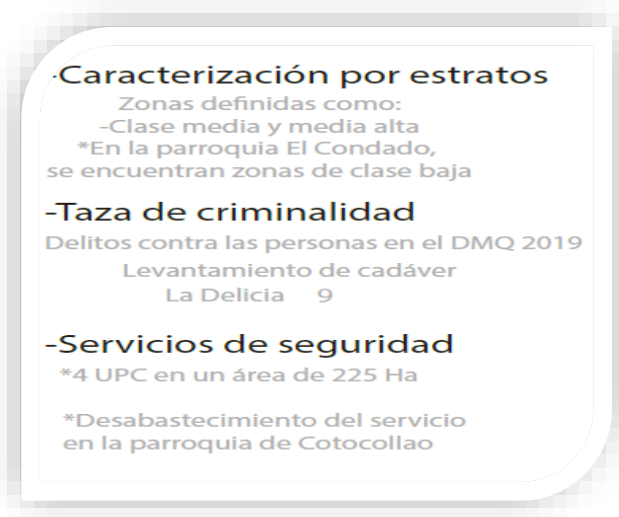 -Caracterización por estratos
Zonas definidas como:
-Clase media y media alta
*En la parroquia El Condado,
se encuentran zonas de clase baja
-Taza de criminalidad
Delitos contra las personas en el DMQ 2019
Levantamiento de cadáver
La Delicia 9
-Servicios de seguridad
*4 UPC en un área de 225 Ha
*Desabastecimiento del servicio
en la parroquia de Cotocollao